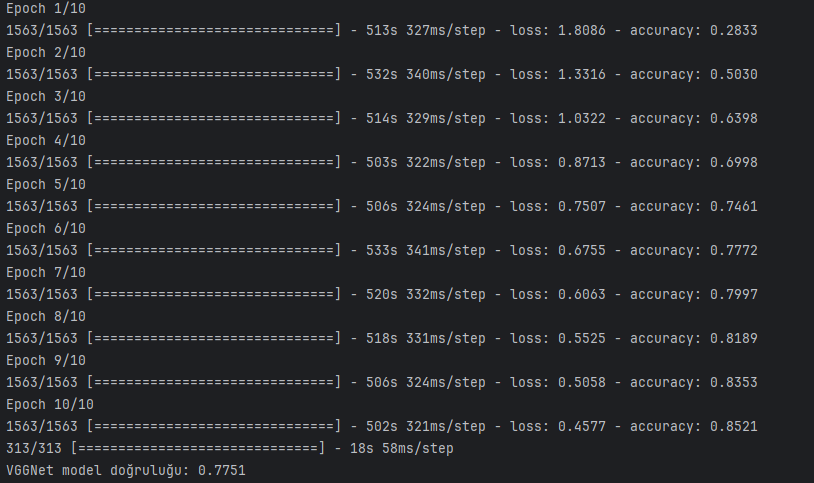 Epoch 1/10
1563/1563 [==============================] - 513s 327ms/step - loss: 1.8086 - accuracy: 0.2833
Epoch 2/10
1563/1563 [==============================] - 532s 340ms/step - loss: 1.3316 - accuracy: 0.5030
Epoch 3/10
1563/1563 [==============================] - 514s 329ms/step - loss: 1.0322 - accuracy: 0.6398
Epoch 4/10
1563/1563 [==============================] - 503s 322ms/step - loss: 0.8713 - accuracy: 0.6998
Epoch 5/10
1563/1563 [==============================] - 506s 324ms/step - loss: 0.7507 - accuracy: 0.7461
Epoch 6/10
1563/1563 [==============================] - 533s 341ms/step - loss: 0.6755 - accuracy: 0.7772
Epoch 7/10
1563/1563 [==============================] - 520s 332ms/step - loss: 0.6063 - accuracy: 0.7997
Epoch 8/10
1563/1563 [==============================] - 518s 331ms/step - loss: 0.5525 - accuracy: 0.8189
Epoch 9/10
1563/1563 [==============================] - 506s 324ms/step - loss: 0.5058 - accuracy: 0.8353
Epoch 10/10
1563/1563 [==============================] - 502s 321ms/step - loss: 0.4577 - accuracy: 0.8521
313/313 [==============================] - 18s 58ms/step
VGGNet model doğruluğu: 0.7751